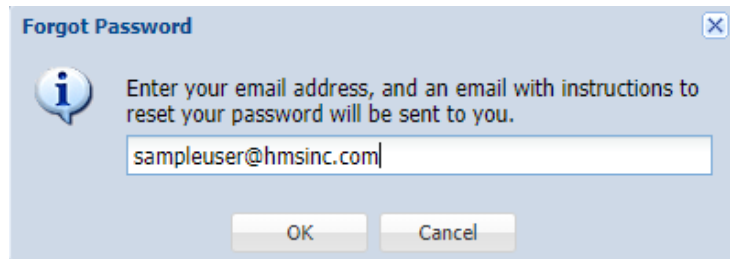 Forgot Password
Enter your email address, and an email with instructions to
reset your password will be sent to you.
sampleuser@hmsinc.com
OK Cancel